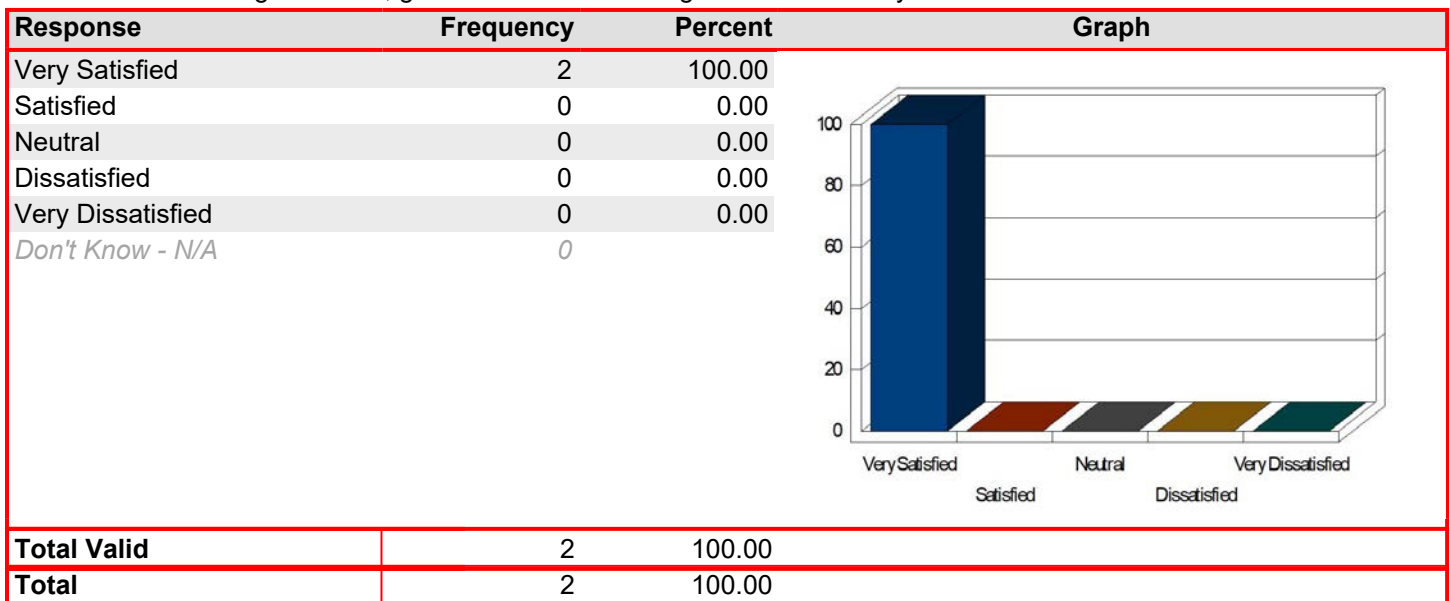 Response Frequency Percent Graph
Very Satisfied 2 100.00
Satisfied 0 0.00
Neutral 0 0.00
Dissatisfied 0 0.00
Very Dissatisfied 0 0.00
Don't Know - N/A 0
100
80
60
40
20
0
Very Satisfied Neutral Very Dissatisfied
Satisfied Dissatisfied
Total Valid 2 100.00
Total 2 100.00